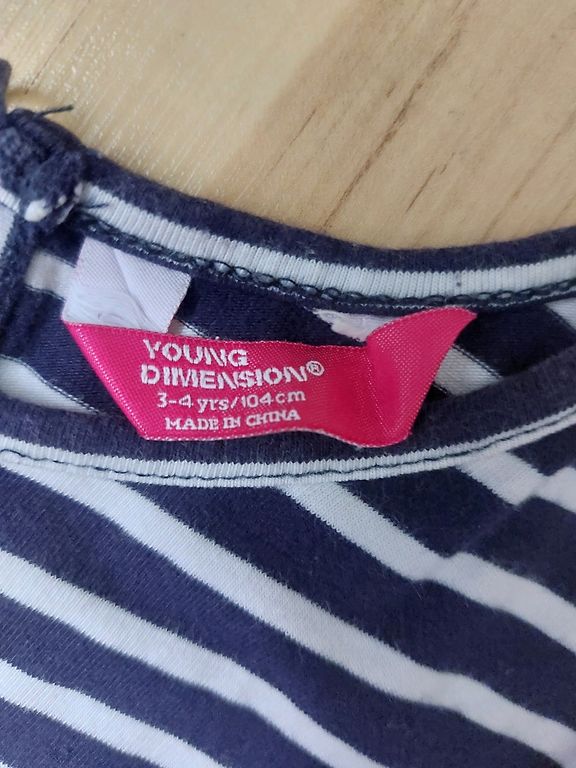 YOUNG
DIMENSION®
3-4 yrs/104cm
MADE IN CHINA